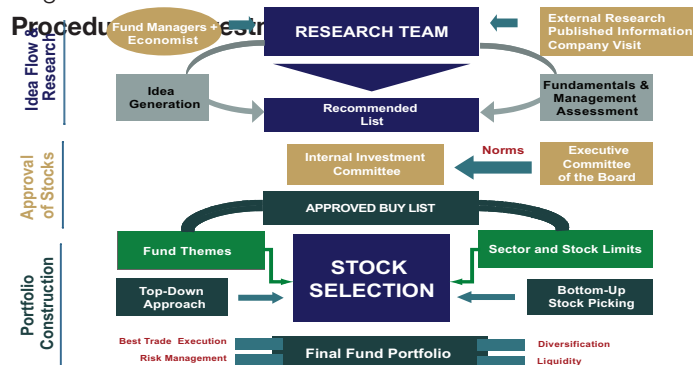 Procedu
estm
Fund Managers +
Economist
RESEARCH TEAM
External Research
Published Information
Company Visit
Idea Flow &
Research
Idea
Generation
Recommended
List
Fundamentals &
Management
Assessment
Approval
of Stocks
Internal Investment
Committee
Norms
Executive
Committee
of the Board
APPROVED BUY LIST
Portfolio
Construction
Fund Themes
STOCK
SELECTION
Sector and Stock Limits
Top-Down
Approach
Bottom-Up
Stock Picking
Best Trade Execution
Risk Management
Final Fund Portfolio
Diversification
Liquidity